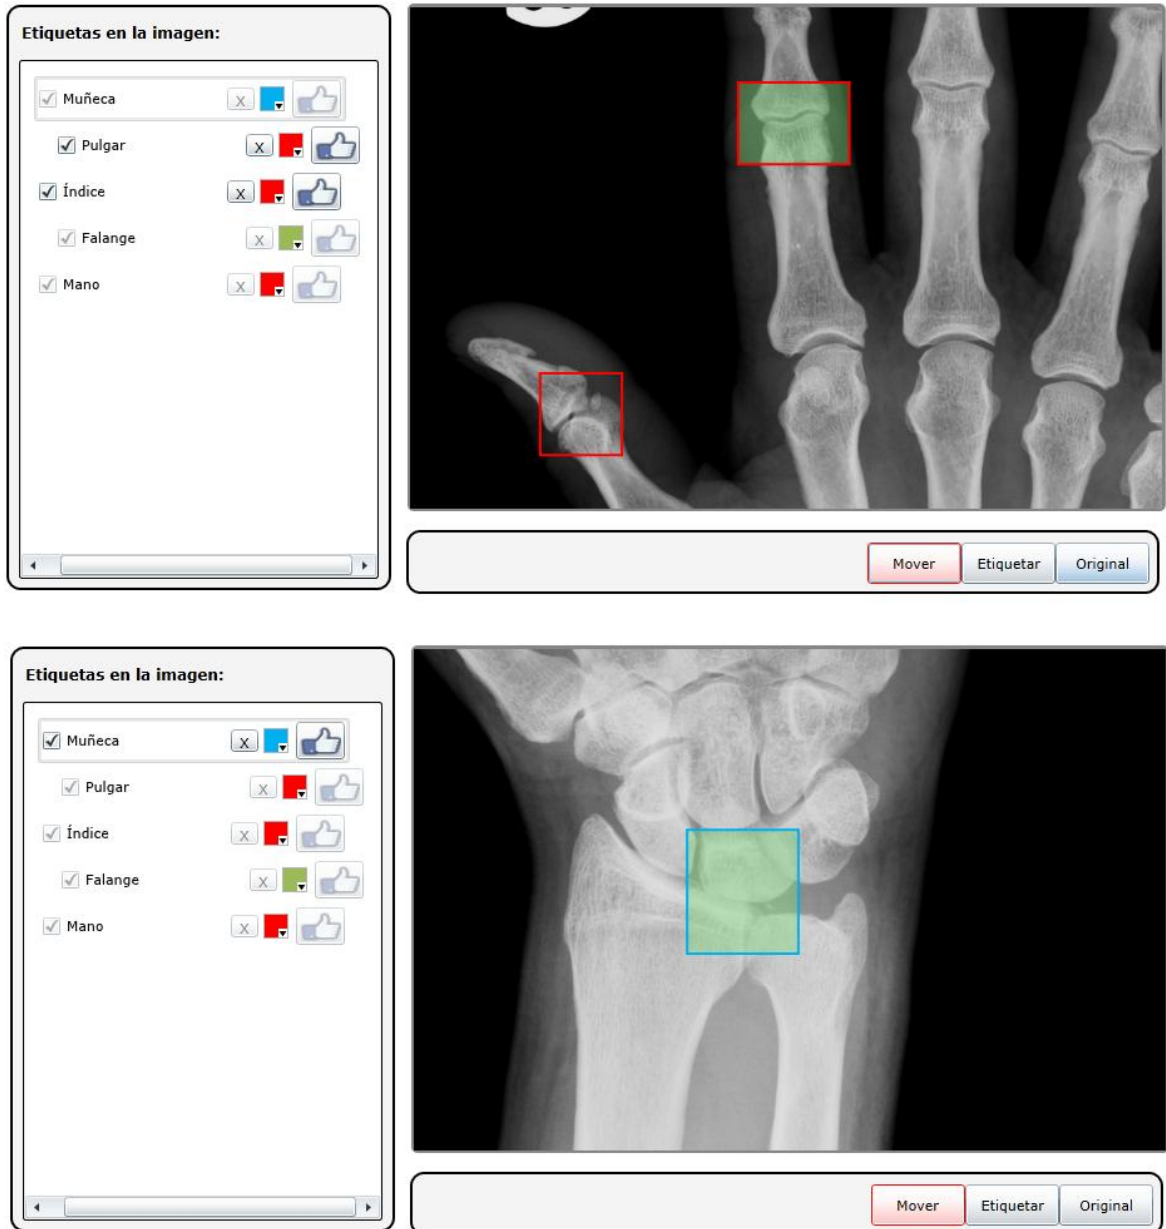 Etiquetas en la imagen:
Muñeca x
Pulgar x
Índice x
Falange x
Mano x
Mover Etiquetar Original
Etiquetas en la imagen:
Muñeca x
Pulgar x
Índice x
Falange x
Mano x
Mover Etiquetar Original